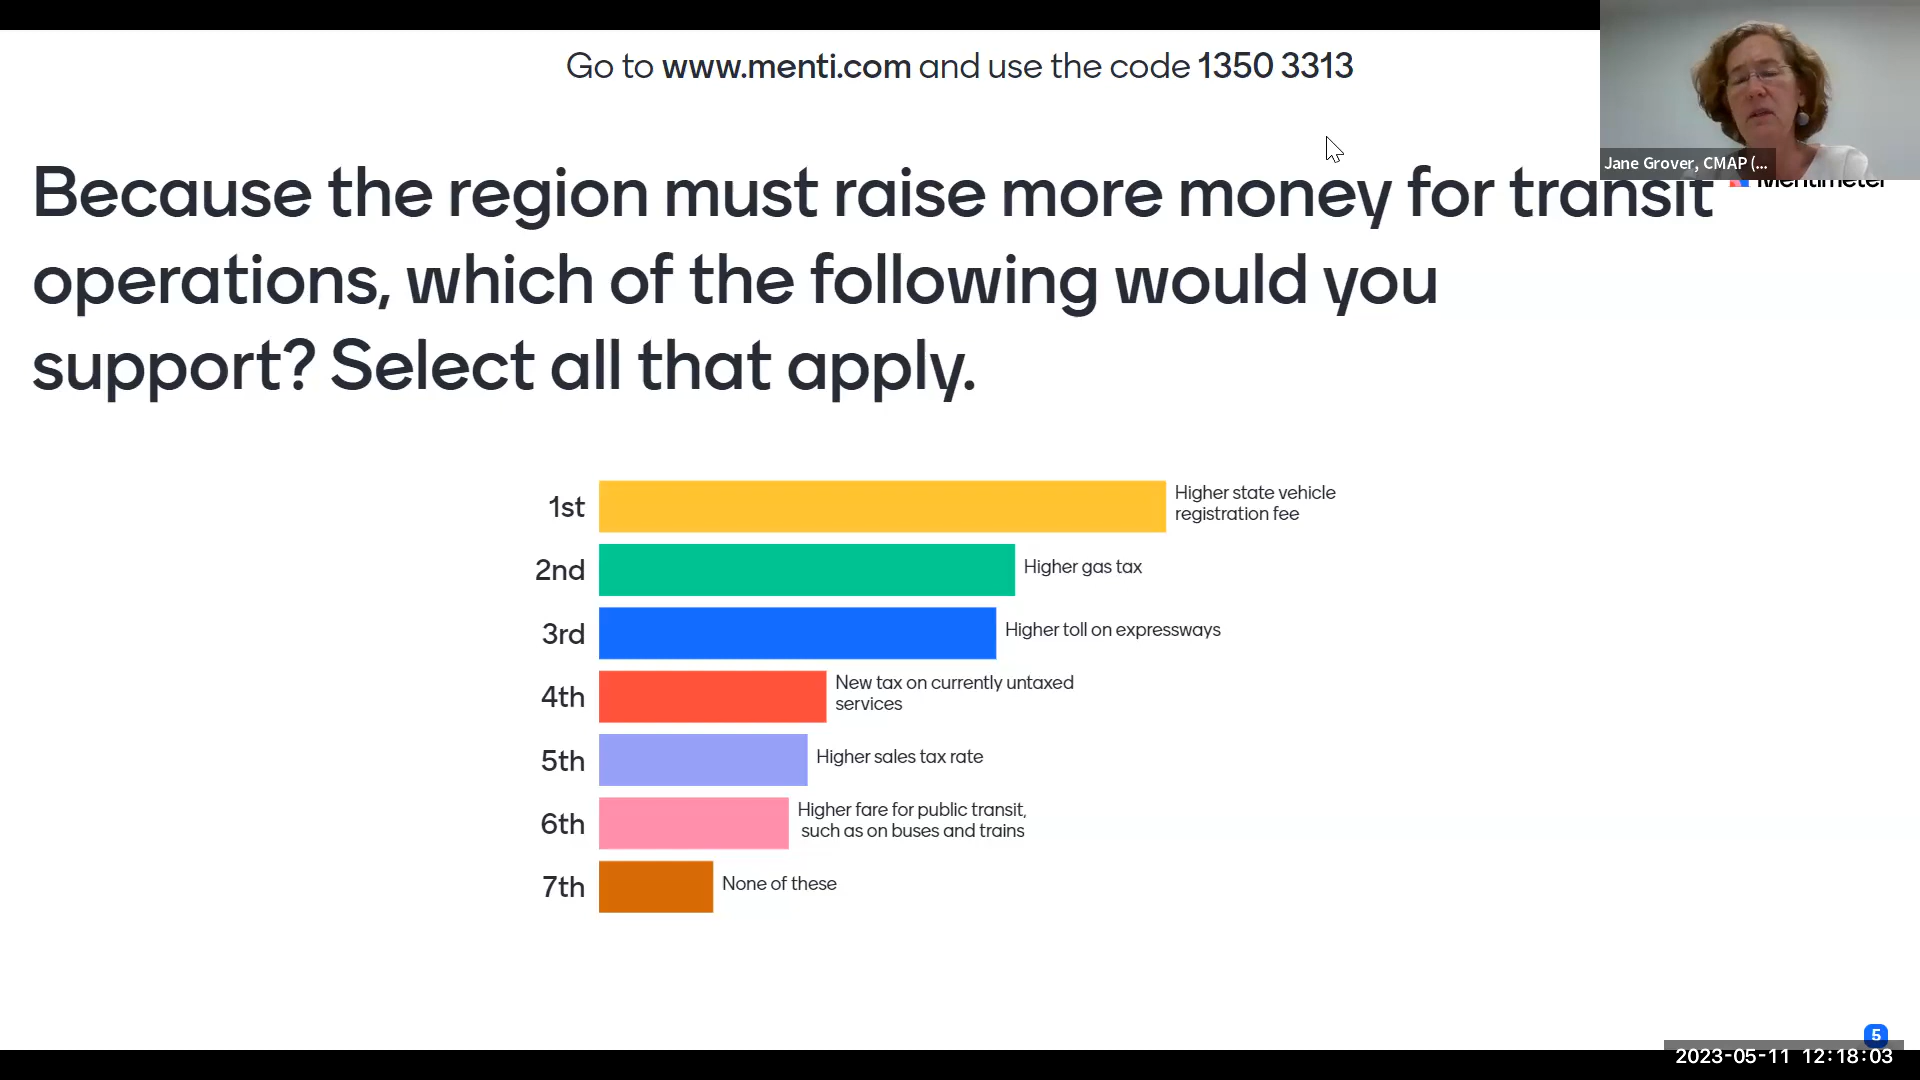 Go to www.menti.com and use the code 1350 3313
Jane Grover, CMAP (...
Because the region must raise more money for transit
Mentimeter
operations, which of the following would you
support? Select all that apply.
1st
Higher state vehicle
registration fee
2nd
Higher gas tax
3rd
Higher toll on expressways
4th
New tax on currently untaxed
services
5th
Higher sales tax rate
6th
Higher fare for public transit,
such as on buses and trains
7th
None of these
5
2023-05-11 12:18:03